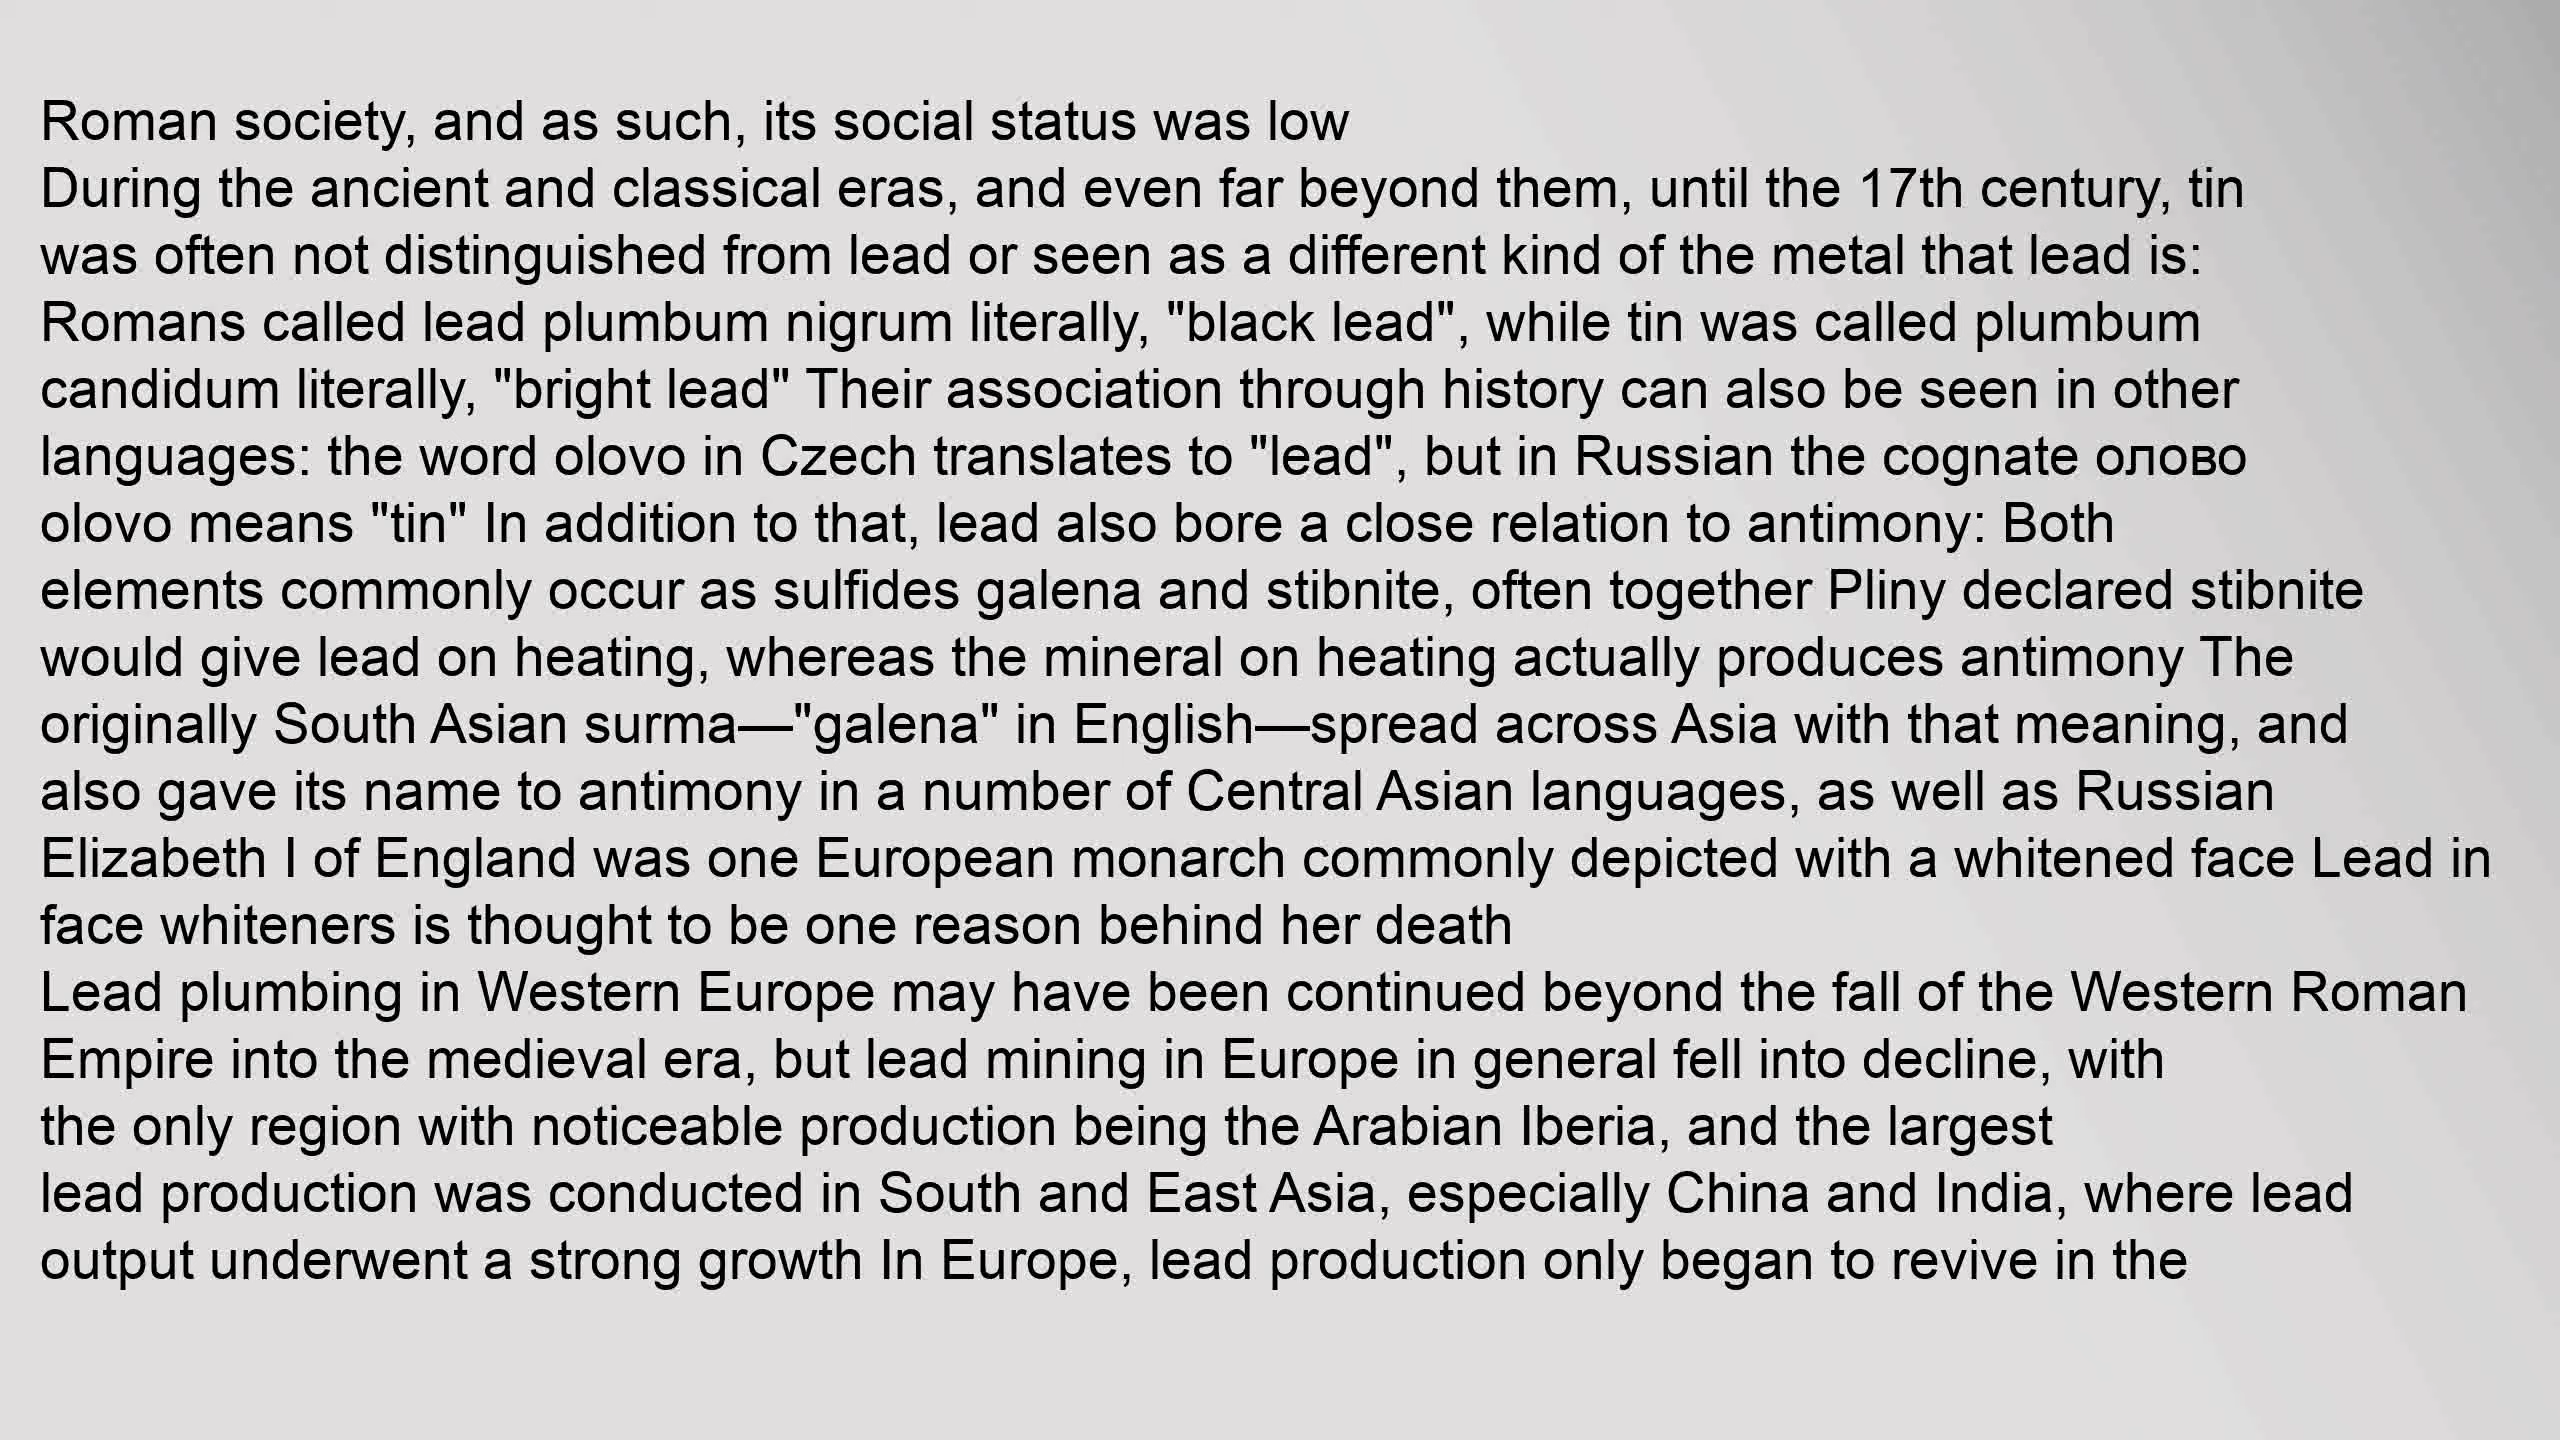 Roman society, and as such, its social status was low
During the ancient and classical eras, and even far beyond them, until the 17th century, tin
was often not distinguished from lead or seen as a different kind of the metal that lead is:
Romans called lead plumbum nigrum literally, "black lead", while tin was called plumbum
candidum literally, "bright lead" Their association through history can also be seen in other
languages: the word olovo in Czech translates to "lead", but in Russian the cognate олово
olovo means "tin" In addition to that, lead also bore a close relation to antimony: Both
elements commonly occur as sulfides galena and stibnite, often together Pliny declared stibnite
would give lead on heating, whereas the mineral on heating actually produces antimony The
originally South Asian surma—"galena" in English—spread across Asia with that meaning, and
also gave its name to antimony in a number of Central Asian languages, as well as Russian
Elizabeth I of England was one European monarch commonly depicted with a whitened face Lead in
face whiteners is thought to be one reason behind her death
Lead plumbing in Western Europe may have been continued beyond the fall of the Western Roman
Empire into the medieval era, but lead mining in Europe in general fell into decline, with
the only region with noticeable production being the Arabian Iberia, and the largest
lead production was conducted in South and East Asia, especially China and India, where lead
output underwent a strong growth In Europe, lead production only began to revive in the